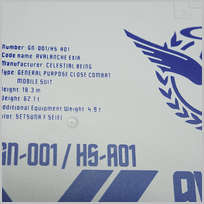 Number: GN-001/HS-A01
Code name: AVALANCHE EXIA
Manufacturer: CELESTIAL BEING
Type: GENERAL PURPOSE CLOSE COMBAT
MOBILE SUIT
Height: 18.3 m
Weight: 62.1 t
Additional Equipment Weight: 4.9 t
SETSUNA F SEIEI
GN-001/HS-A01
AV